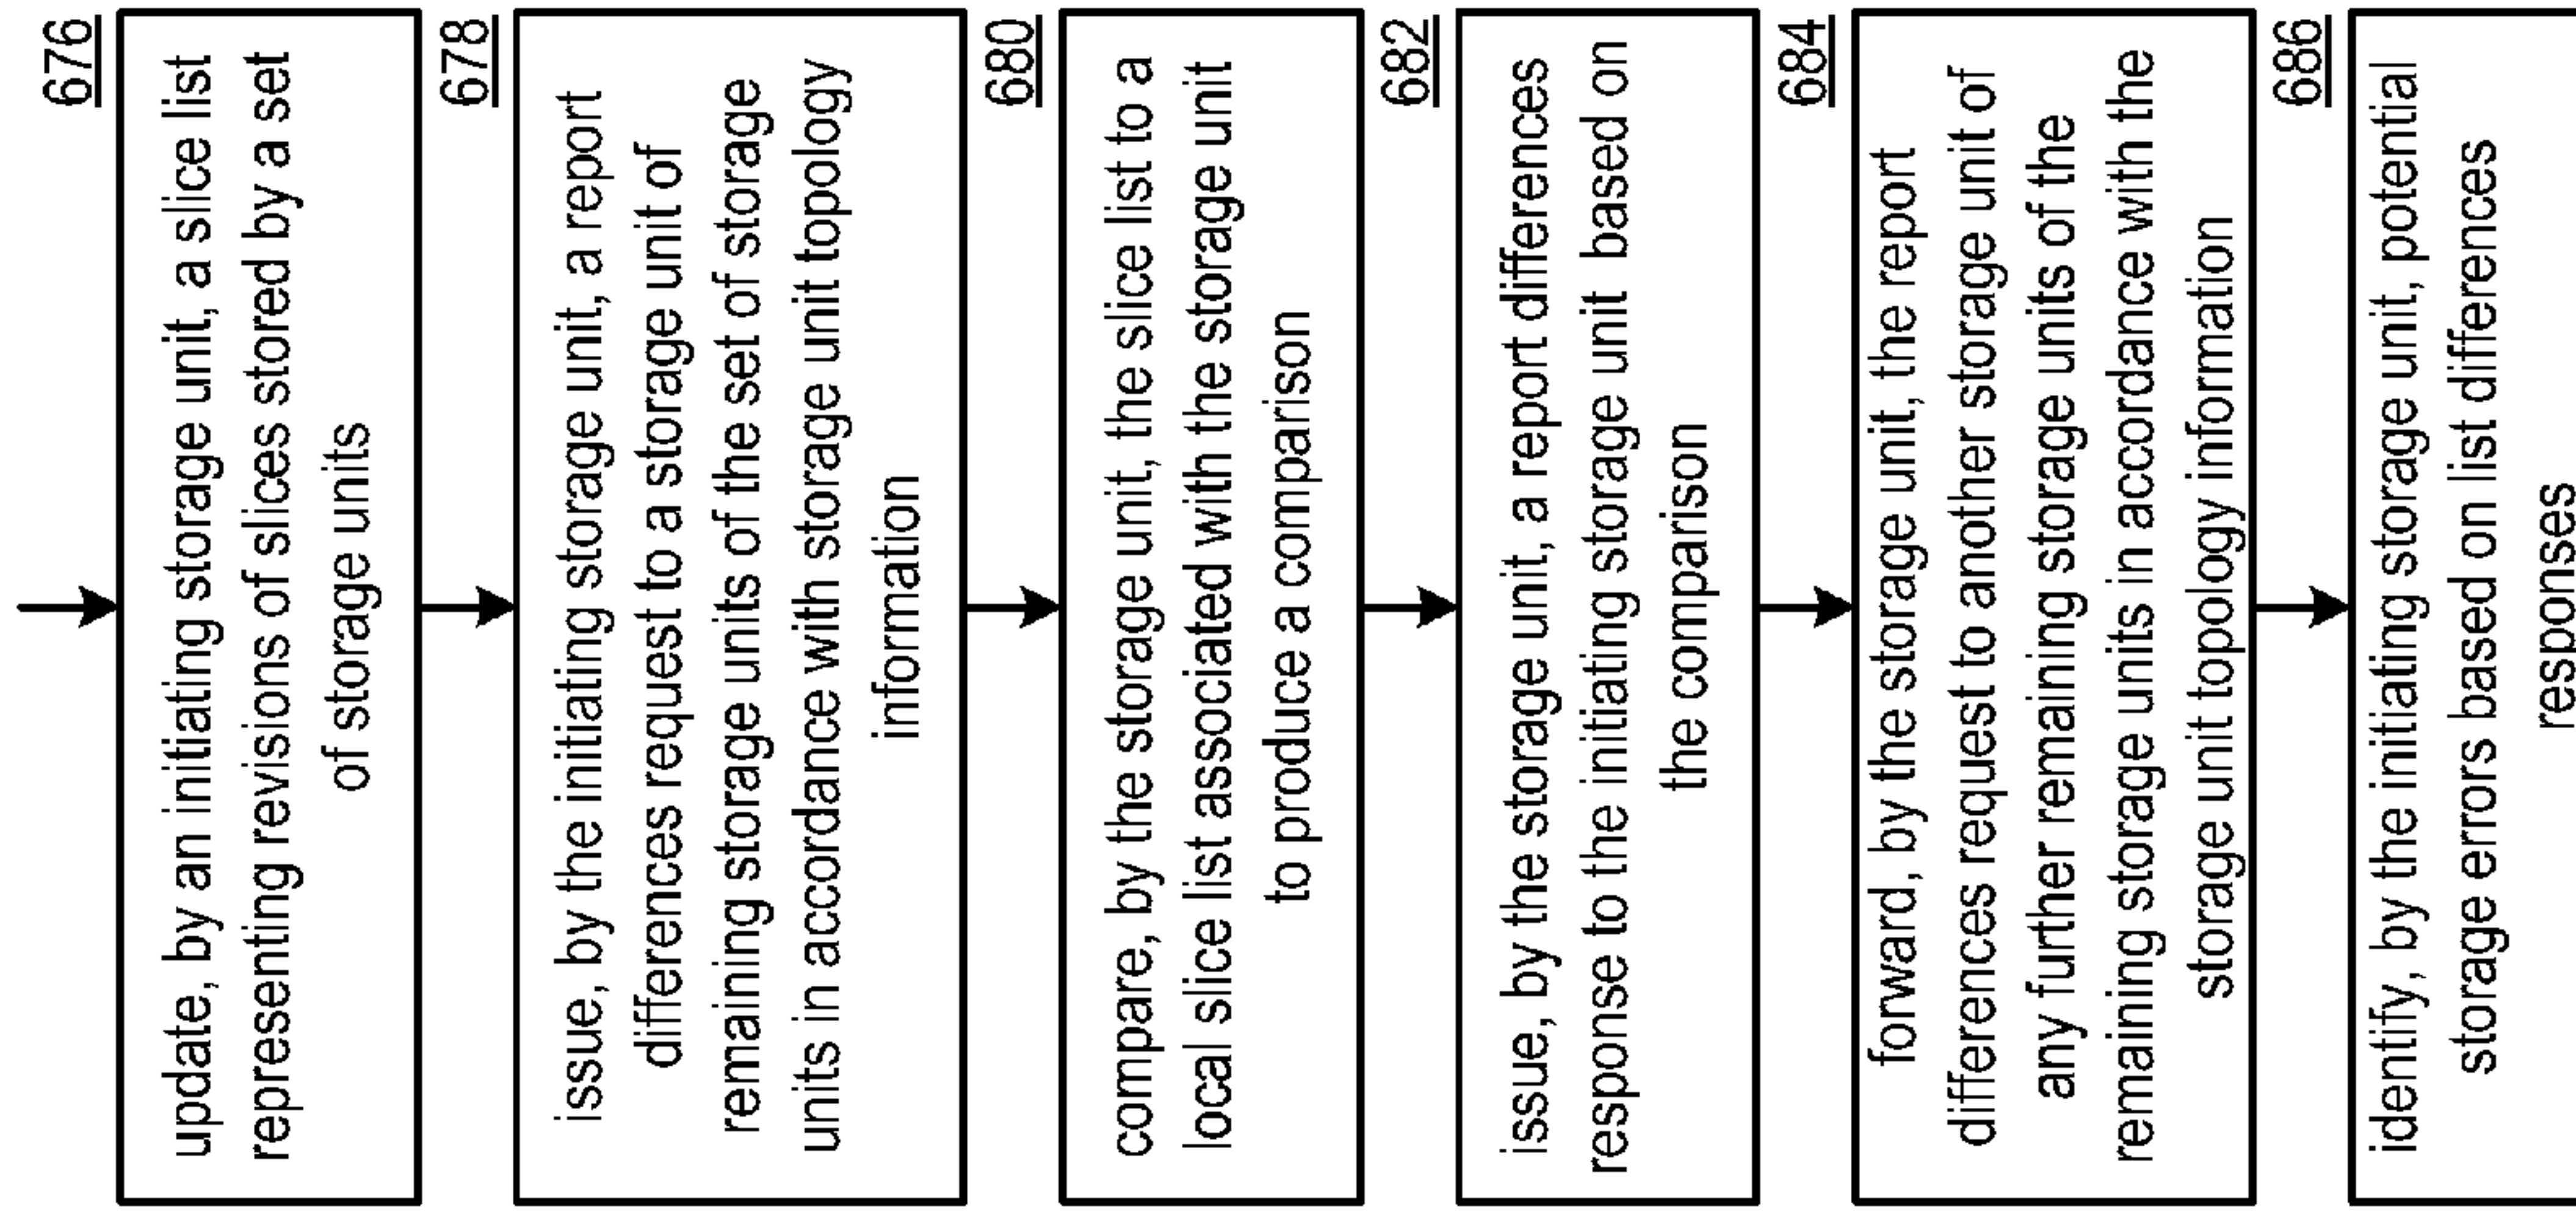 676
update, by an initiating storage unit, a slice list
representing revisions of slices stored by a set
of storage units
678
issue, by the initiating storage unit, a report
differences request to a storage unit of
remaining storage units of the set of storage
units in accordance with storage unit topology
information
680
compare, by the storage unit, the slice list to a
local slice list associated with the storage unit
to produce a comparison
682
issue, by the storage unit, a report differences
response to the initiating storage unit based on
the comparison
684
forward, by the storage unit, the report
differences request to another storage unit of
any further remaining storage units of the
remaining storage units in accordance with the
storage unit topology information
686
identify, by the initiating storage unit, potential
storage errors based on list differences
responses